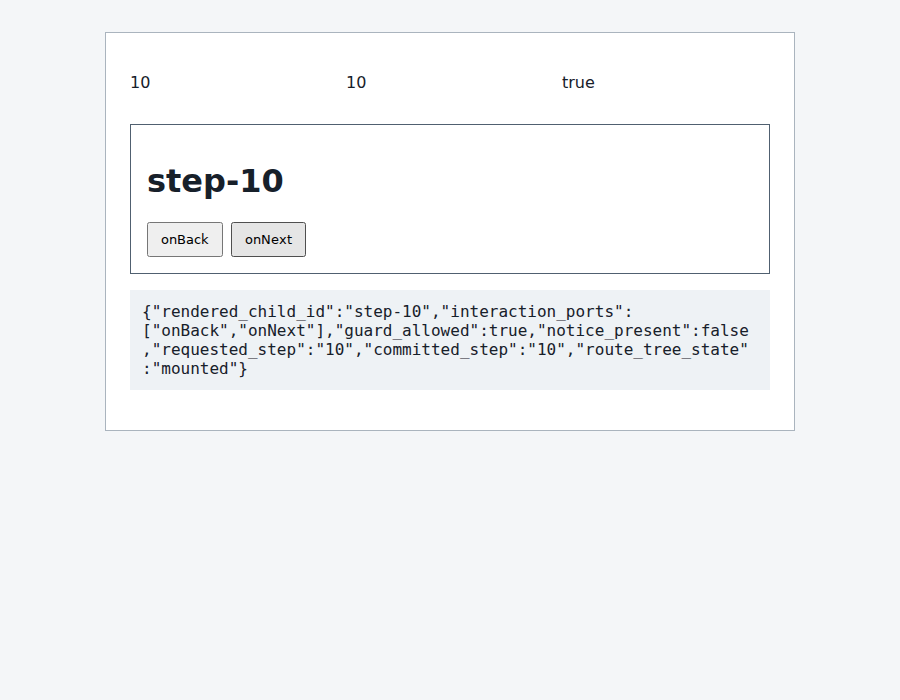 10 10 true
step-10
onBack onNext
{"rendered_child_id":"step-10","interaction_ports":
["onBack","onNext"],"guard_allowed":true,"notice_present":false
,"requested_step":"10","committed_step":"10","route_tree_state"
:"mounted"}